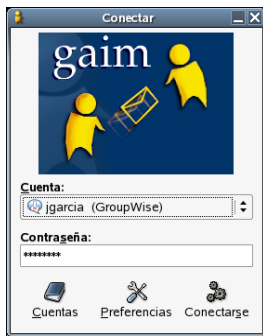 Conectar
gaim
Cuenta:
jgarcia (GroupWise)
Contraseña:
********
Cuentas Preferencias Conectarse